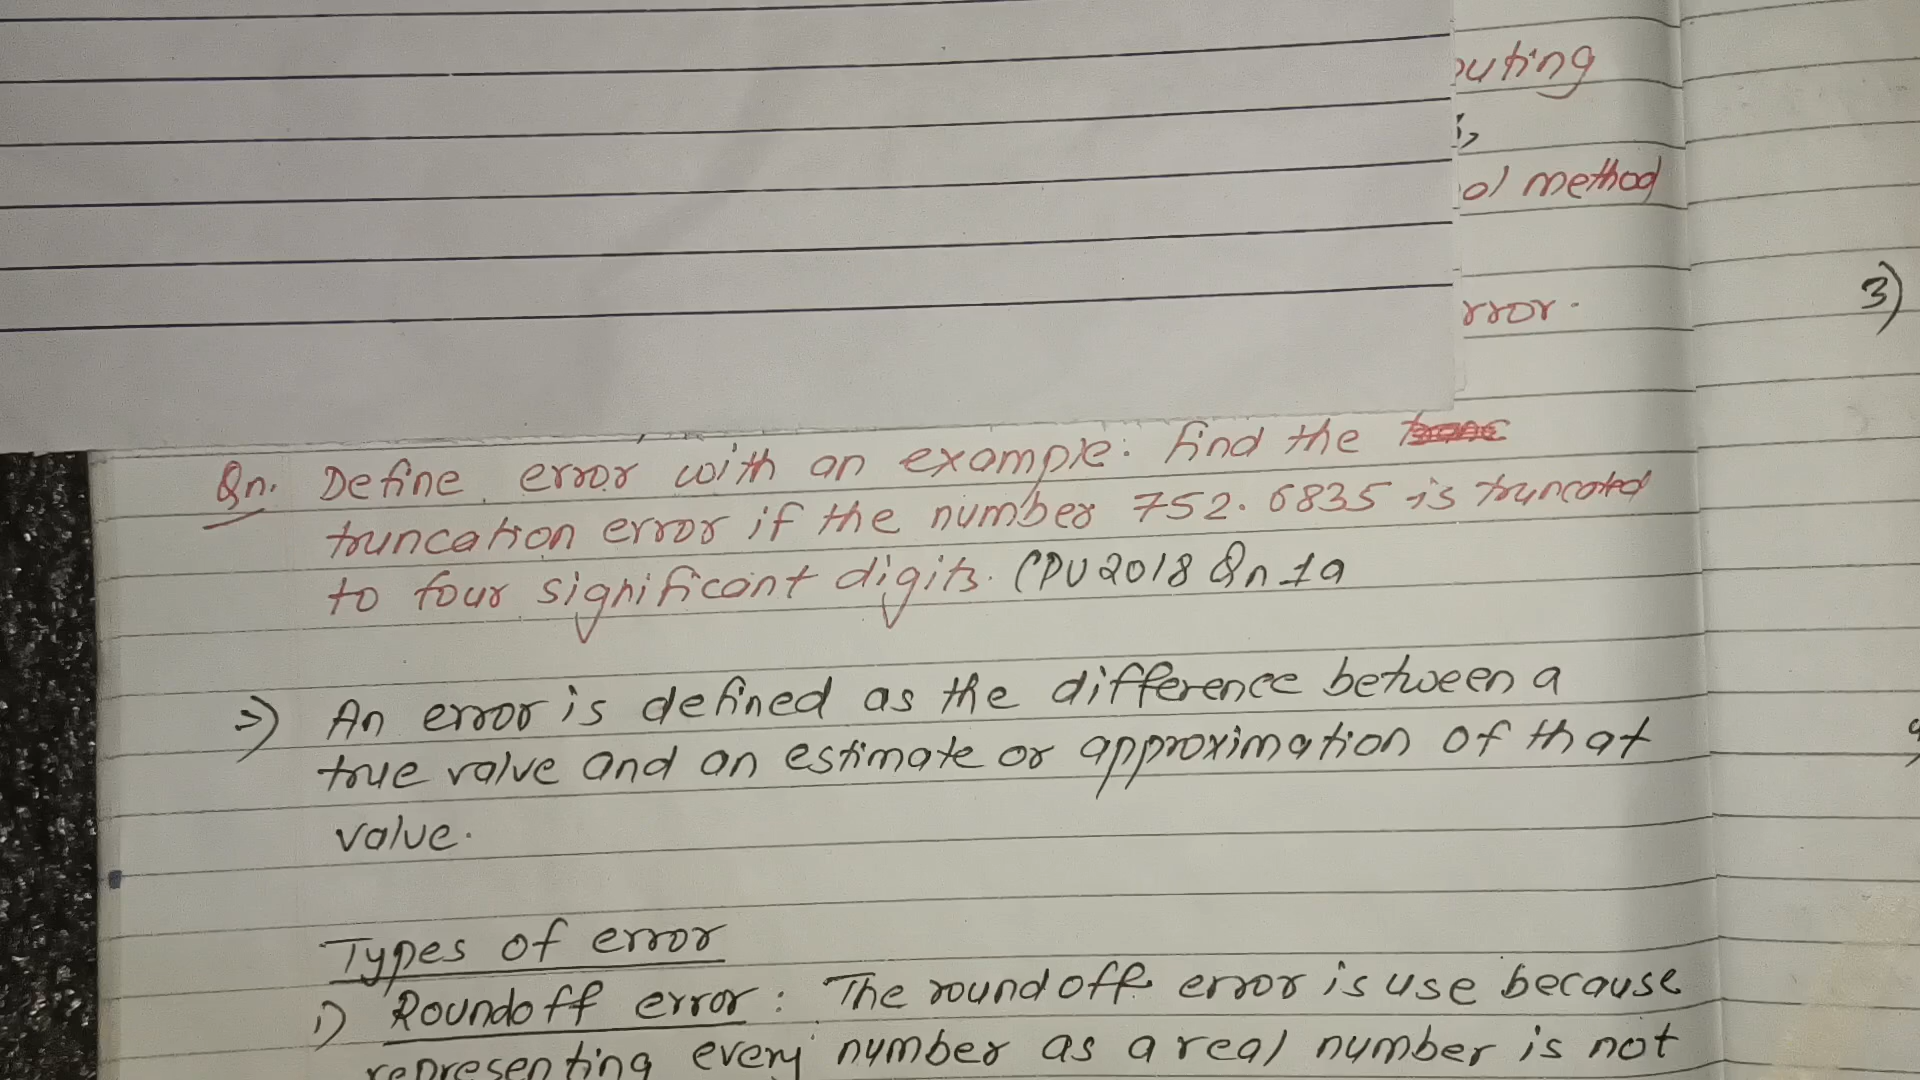 outing
s,
ol method
rror.
3)
Qn. Define error with an example: find the
truncation error if the number 752.6835 is truncated
to four significant digits. (PU 2018 Qn 1a
=) An error is defined as the difference between a
true value and an estimate or approximation of that
value.
Types of error
i) Roundoff error : The roundoff error is use because
representing every number as a real number is not